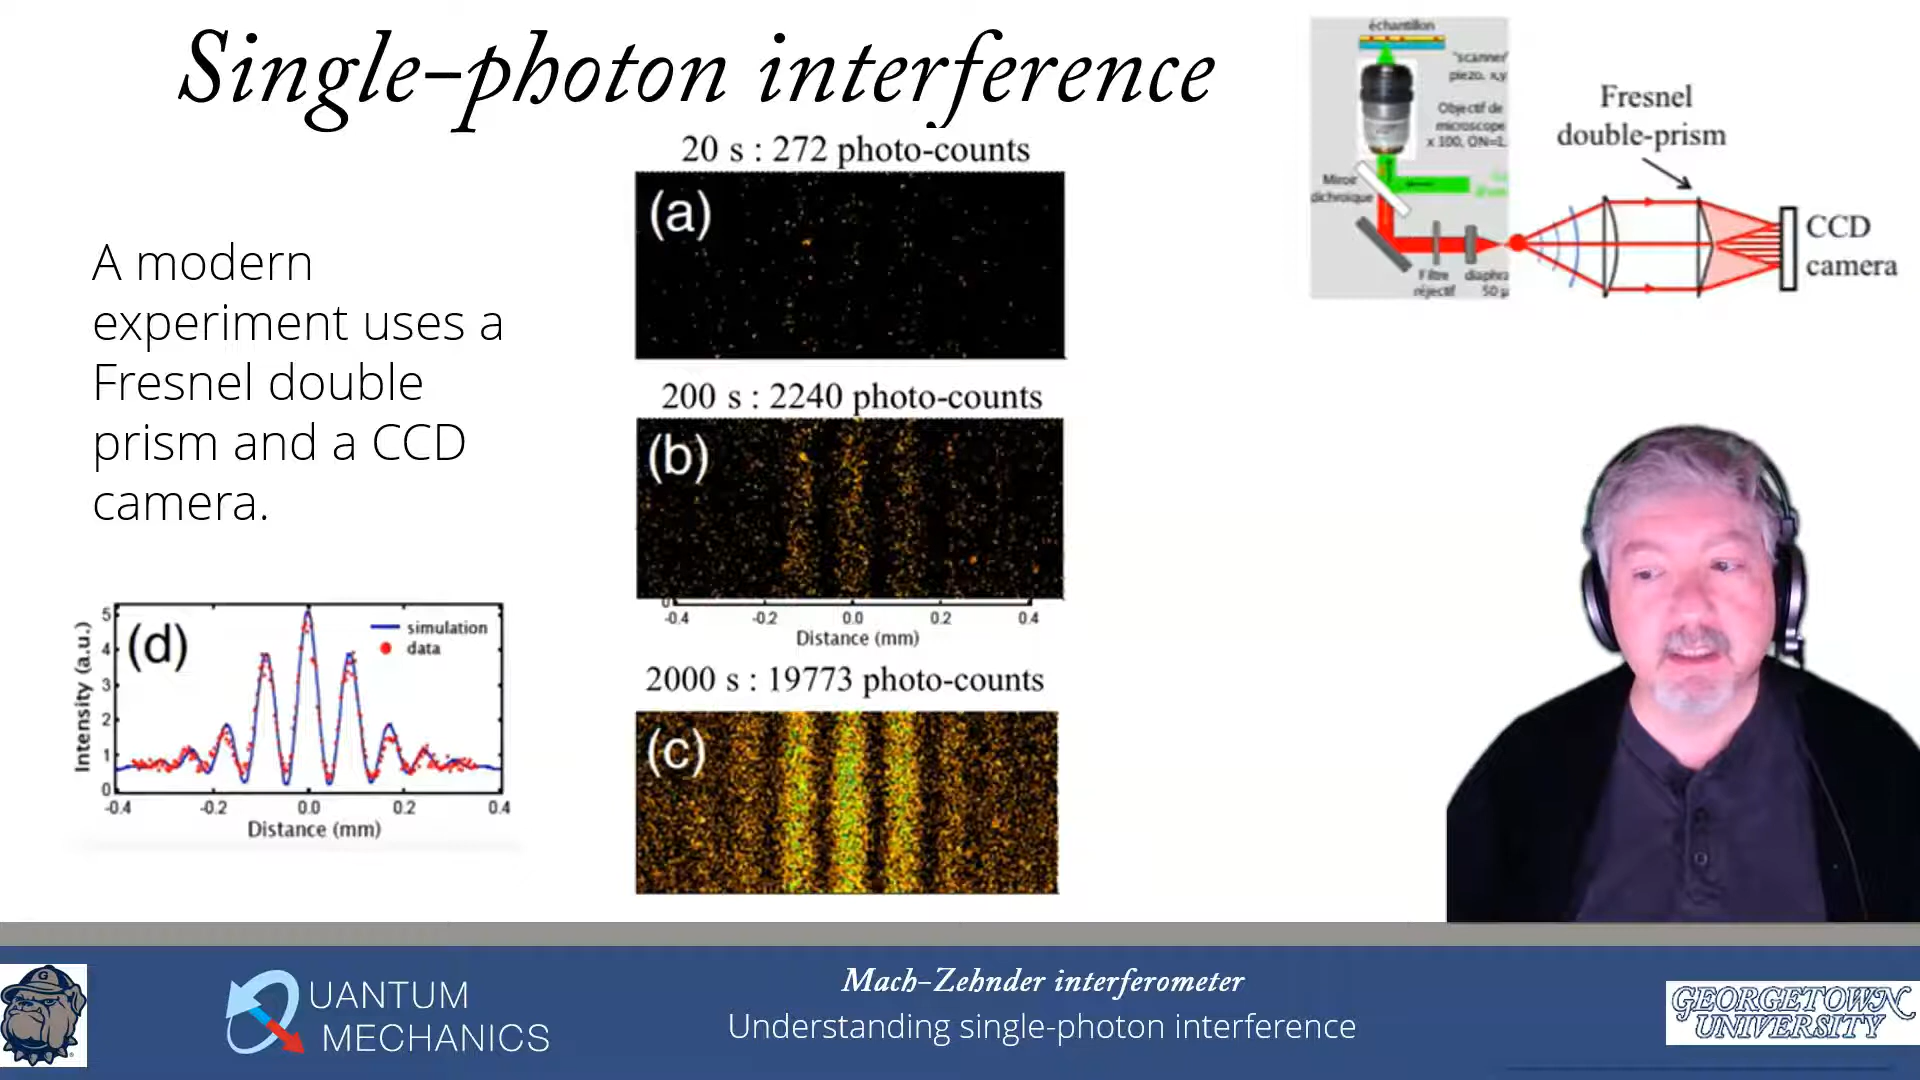 Single-photon interference
A modern
experiment uses a
Fresnel double
prism and a CCD
camera.
20 s : 272 photo-counts
(a)
200 s : 2240 photo-counts
(b)
-0.4 -0.2 0.0 0.2 0.4
Distance (mm)
2000 s : 19773 photo-counts
(c)
échantillon
"scanner"
piezo. x,y
Objectif de
microscope
x 100, ON=1.
Miroir
dichroique
Filtre
réjectif
diaphra
50 µ
Fresnel
double-prism
CCD
camera
(d)
simulation
data
Intensity (a.u.)
5
4
3
2
1
0
-0.4 -0.2 0.0 0.2 0.4
Distance (mm)
G
QUANTUM
MECHANICS
Mach-Zehnder interferometer
Understanding single-photon interference
GEORGETOWN
UNIVERSITY